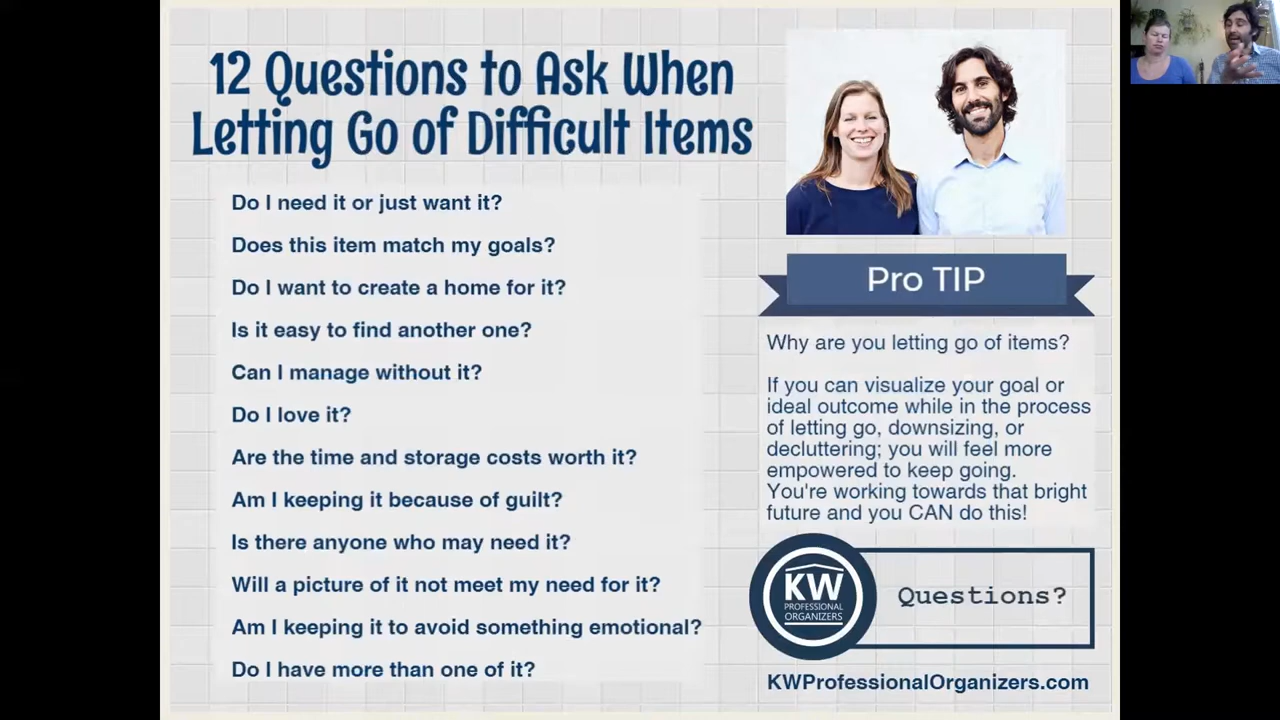 12 Questions to Ask When
Letting Go of Difficult Items
Do I need it or just want it?
Does this item match my goals?
Do I want to create a home for it?
Is it easy to find another one?
Can I manage without it?
Do I love it?
Are the time and storage costs worth it?
Am I keeping it because of guilt?
Is there anyone who may need it?
Will a picture of it not meet my need for it?
Am I keeping it to avoid something emotional?
Do I have more than one of it?
Pro TIP
Why are you letting go of items?
If you can visualize your goal or
ideal outcome while in the process
of letting go, downsizing, or
decluttering; you will feel more
empowered to keep going.
You're working towards that bright
future and you CAN do this!
KW
PROFESSIONAL
ORGANIZERS
Questions?
KWProfessionalOrganizers.com